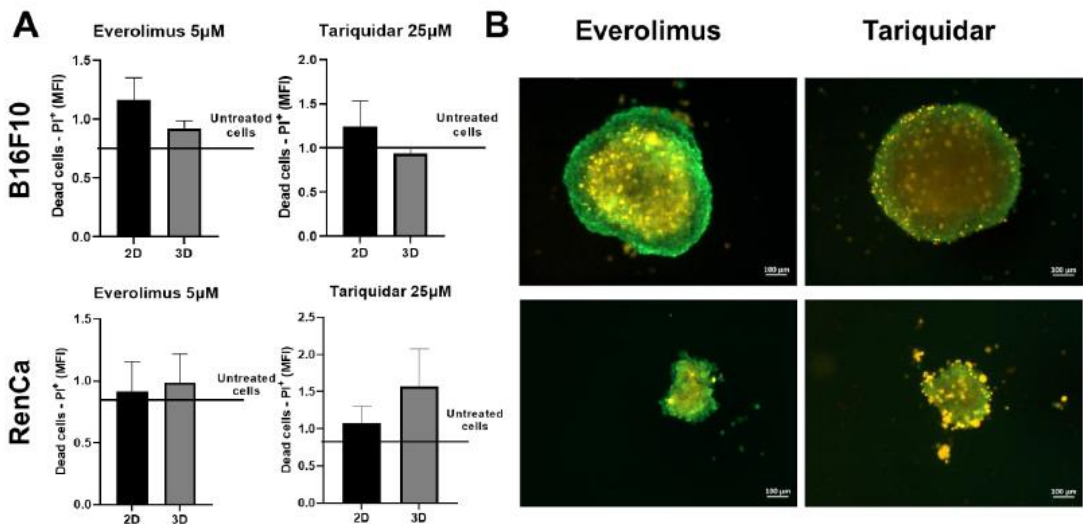 A
B
Everolimus 5µM
Tariquidar 25µM
Everolimus
Tariquidar
B16F10
Dead cells - PI⁺ (MFI)
1.5
1.0
0.5
0.0
Untreated
cells
2D
3D
Dead cells - PI⁺ (MFI)
2.0
1.5
1.0
0.5
0.0
Untreated
cells
2D
3D
100 µm
100 µm
RenCa
Everolimus 5µM
Tariquidar 25µM
Dead cells - PI⁺ (MFI)
1.5
1.0
0.5
0.0
Untreated
cells
2D
3D
Dead cells - PI⁺ (MFI)
2.5
2.0
1.5
1.0
0.5
0.0
Untreated
cells
2D
3D
100 µm
100 µm